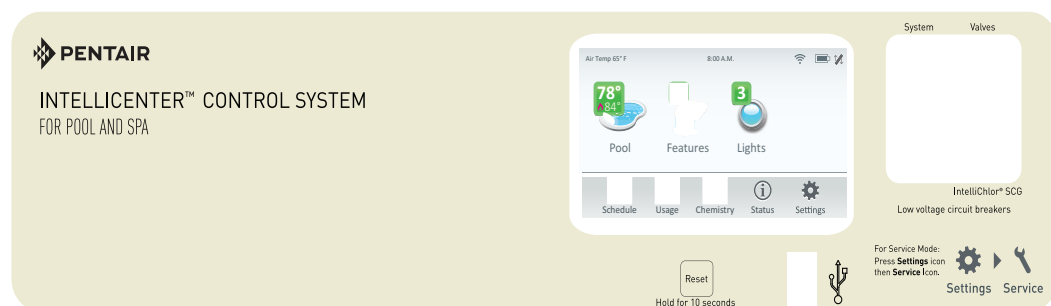 PENTAIR
INTELLICENTER™ CONTROL SYSTEM
FOR POOL AND SPA
Air Temp 65° F
8:00 A.M.
78°
84°
3
Pool
Features
Lights
Schedule
Usage
Chemistry
Status
Settings
System
Valves
IntelliChlor® SCG
Low voltage circuit breakers
Reset
Hold for 10 seconds
For Service Mode:
Press Settings icon
then Service Icon.
Settings
Service